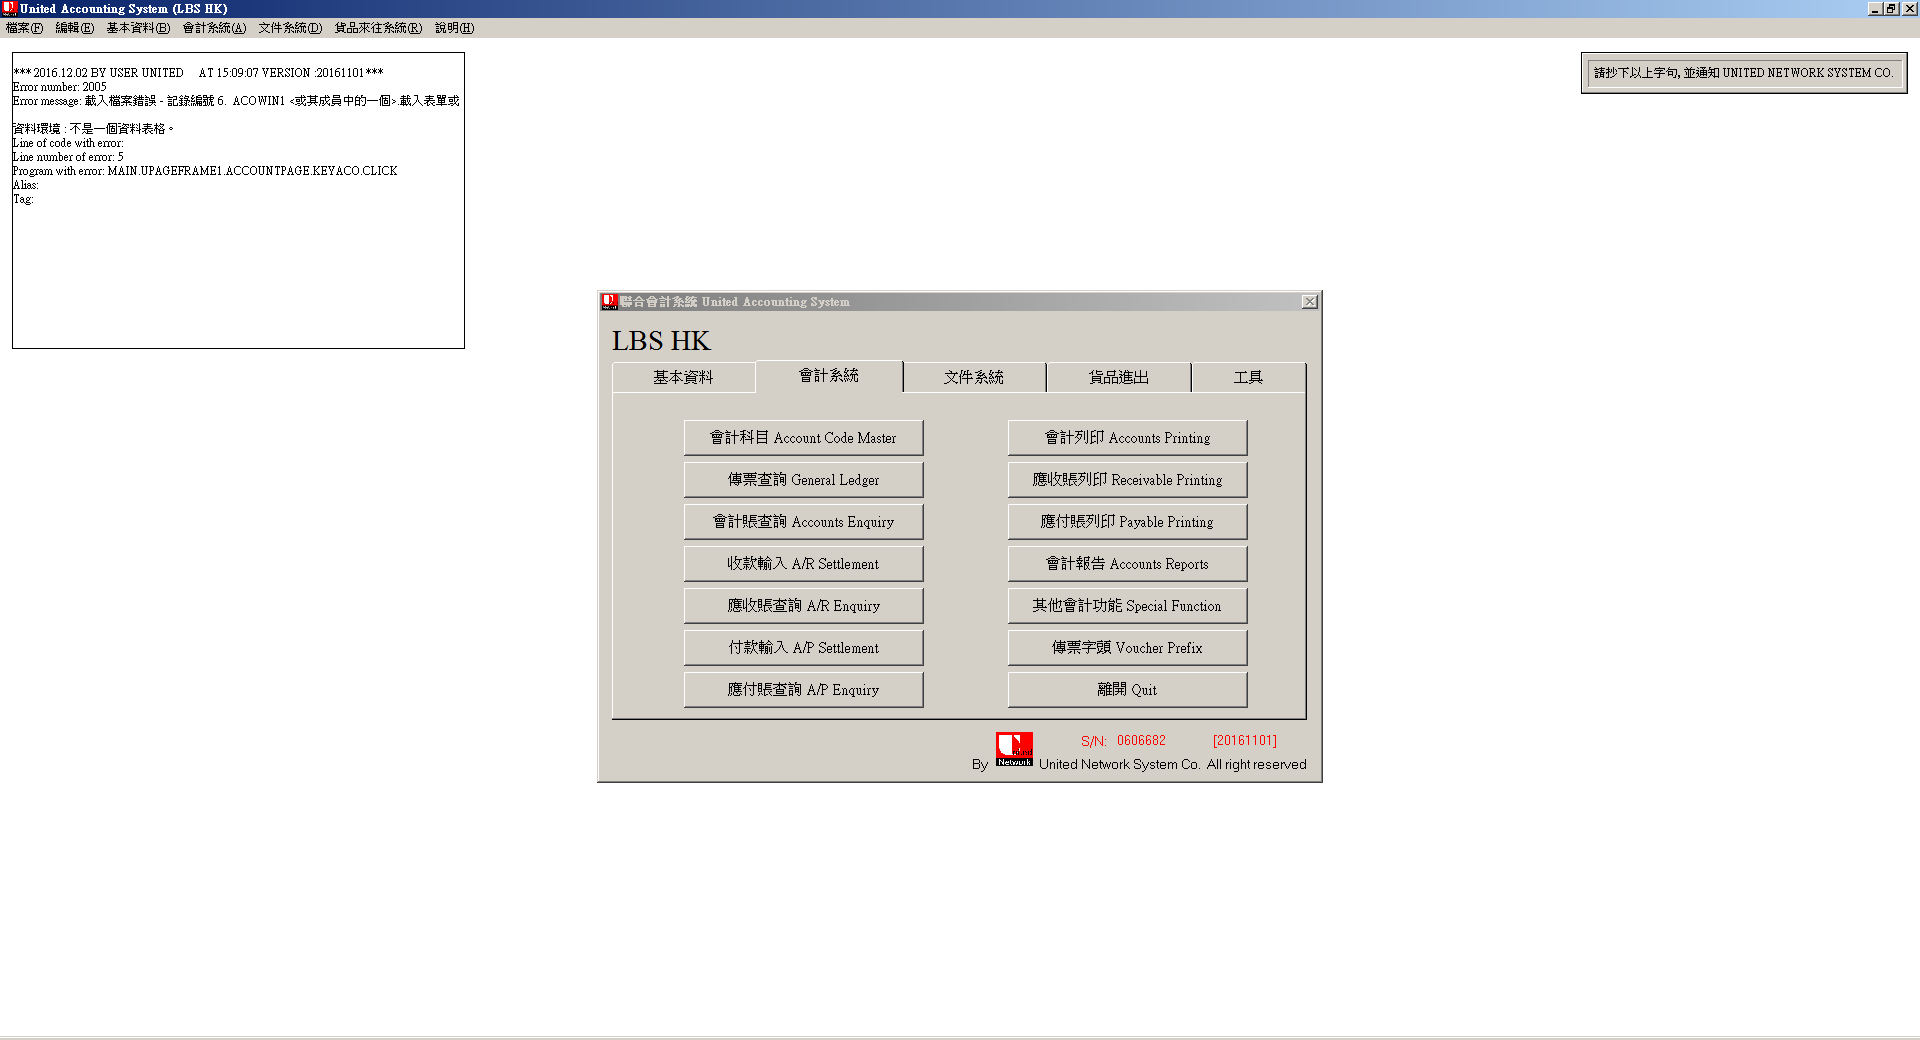 United Accounting System (LBS HK)
檔案(F) 編輯(E) 基本資料(B) 會計系統(A) 文件系統(D) 貨品來往系統(R) 說明(H)
*** 2016.12.02 BY USER UNITED AT 15:09:07 VERSION :20161101***
Error number: 2005
Error message: 載入檔案錯誤 - 記錄編號 6. ACOWIN1 <或其成員中的一個>.載入表單或
資料環境 : 不是一個資料表格。
Line of code with error:
Line number of error: 5
Program with error: MAIN.UPAGEFRAME1.ACCOUNTPAGE.KEYACO.CLICK
Alias:
Tag:
請抄下以上字句, 並通知 UNITED NETWORK SYSTEM CO.
聯合會計系統 United Accounting System
LBS HK
基本資料 會計系統 文件系統 貨品進出 工具
會計科目 Account Code Master
傳票查詢 General Ledger
會計賬查詢 Accounts Enquiry
收款輸入 A/R Settlement
應收賬查詢 A/R Enquiry
付款輸入 A/P Settlement
應付賬查詢 A/P Enquiry
會計列印 Accounts Printing
應收賬列印 Receivable Printing
應付賬列印 Payable Printing
會計報告 Accounts Reports
其他會計功能 Special Function
傳票字頭 Voucher Prefix
離開 Quit
S/N: 0606682 [20161101]
By Network United Network System Co. All right reserved